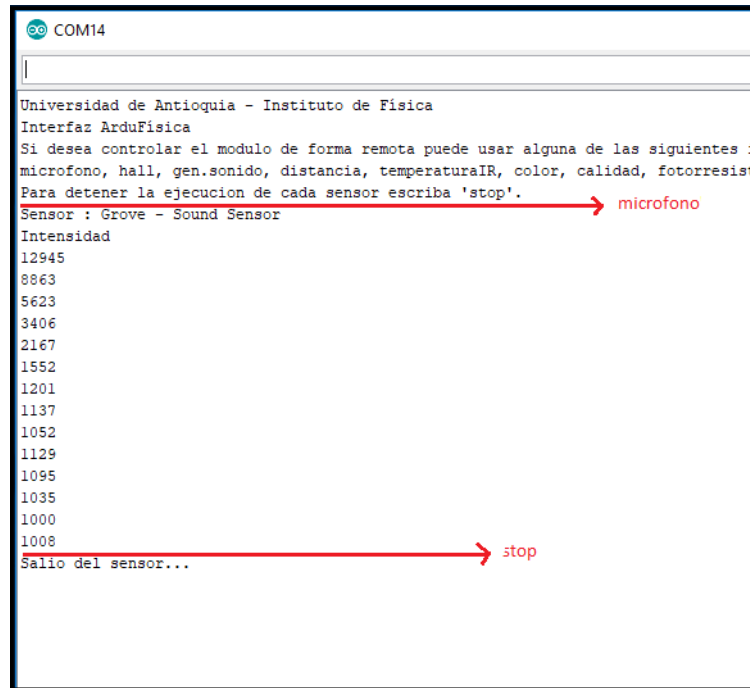 COM14
Universidad de Antioquia - Instituto de Física
Interfaz ArduFísica
Si desea controlar el modulo de forma remota puede usar alguna de las siguientes
microfono, hall, gen.sonido, distancia, temperaturaIR, color, calidad, fotorresist
Para detener la ejecucion de cada sensor escriba 'stop'.
microfono
Sensor : Grove - Sound Sensor
Intensidad
12945
8863
5623
3406
2167
1552
1201
1137
1052
1129
1095
1035
1000
1008
stop
Salio del sensor...